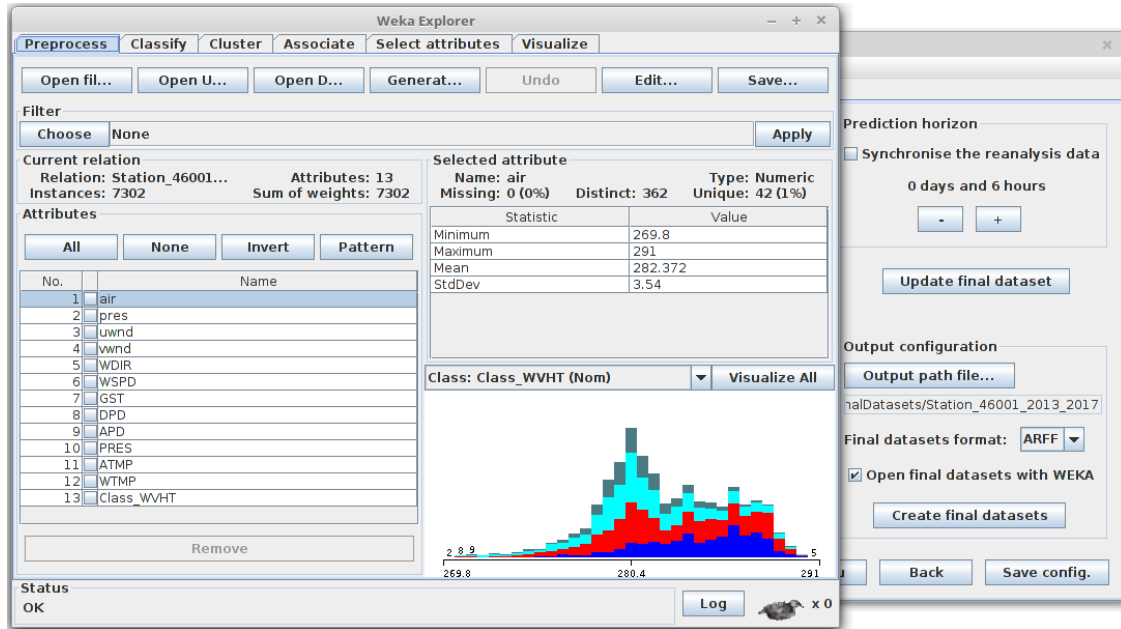 Weka Explorer
Preprocess Classify Cluster Associate Select attributes Visualize
Open fil... Open U... Open D... Generat... Undo Edit... Save...
Filter
Choose None Apply
Current relation
Relation: Station_46001... Attributes: 13
Instances: 7302 Sum of weights: 7302
Attributes
All None Invert Pattern
No. Name
1 air
2 pres
3 uwnd
4 vwnd
5 WDIR
6 WSPD
7 GST
8 DPD
9 APD
10 PRES
11 ATMP
12 WTMP
13 Class_WVHT
Remove
Selected attribute
Name: air Type: Numeric
Missing: 0 (0%) Distinct: 362 Unique: 42 (1%)
Statistic Value
Minimum 269.8
Maximum 291
Mean 282.372
StdDev 3.54
Class: Class_WVHT (Nom) Visualize All
2 8 9 5
269.8 280.4 291
Status
OK
Log x 0
Prediction horizon
Synchronise the reanalysis data
0 days and 6 hours
- +
Update final dataset
Output configuration
Output path file...
nalDatasets/Station_46001_2013_2017
Final datasets format: ARFF
Open final datasets with WEKA
Create final datasets
Back Save config.